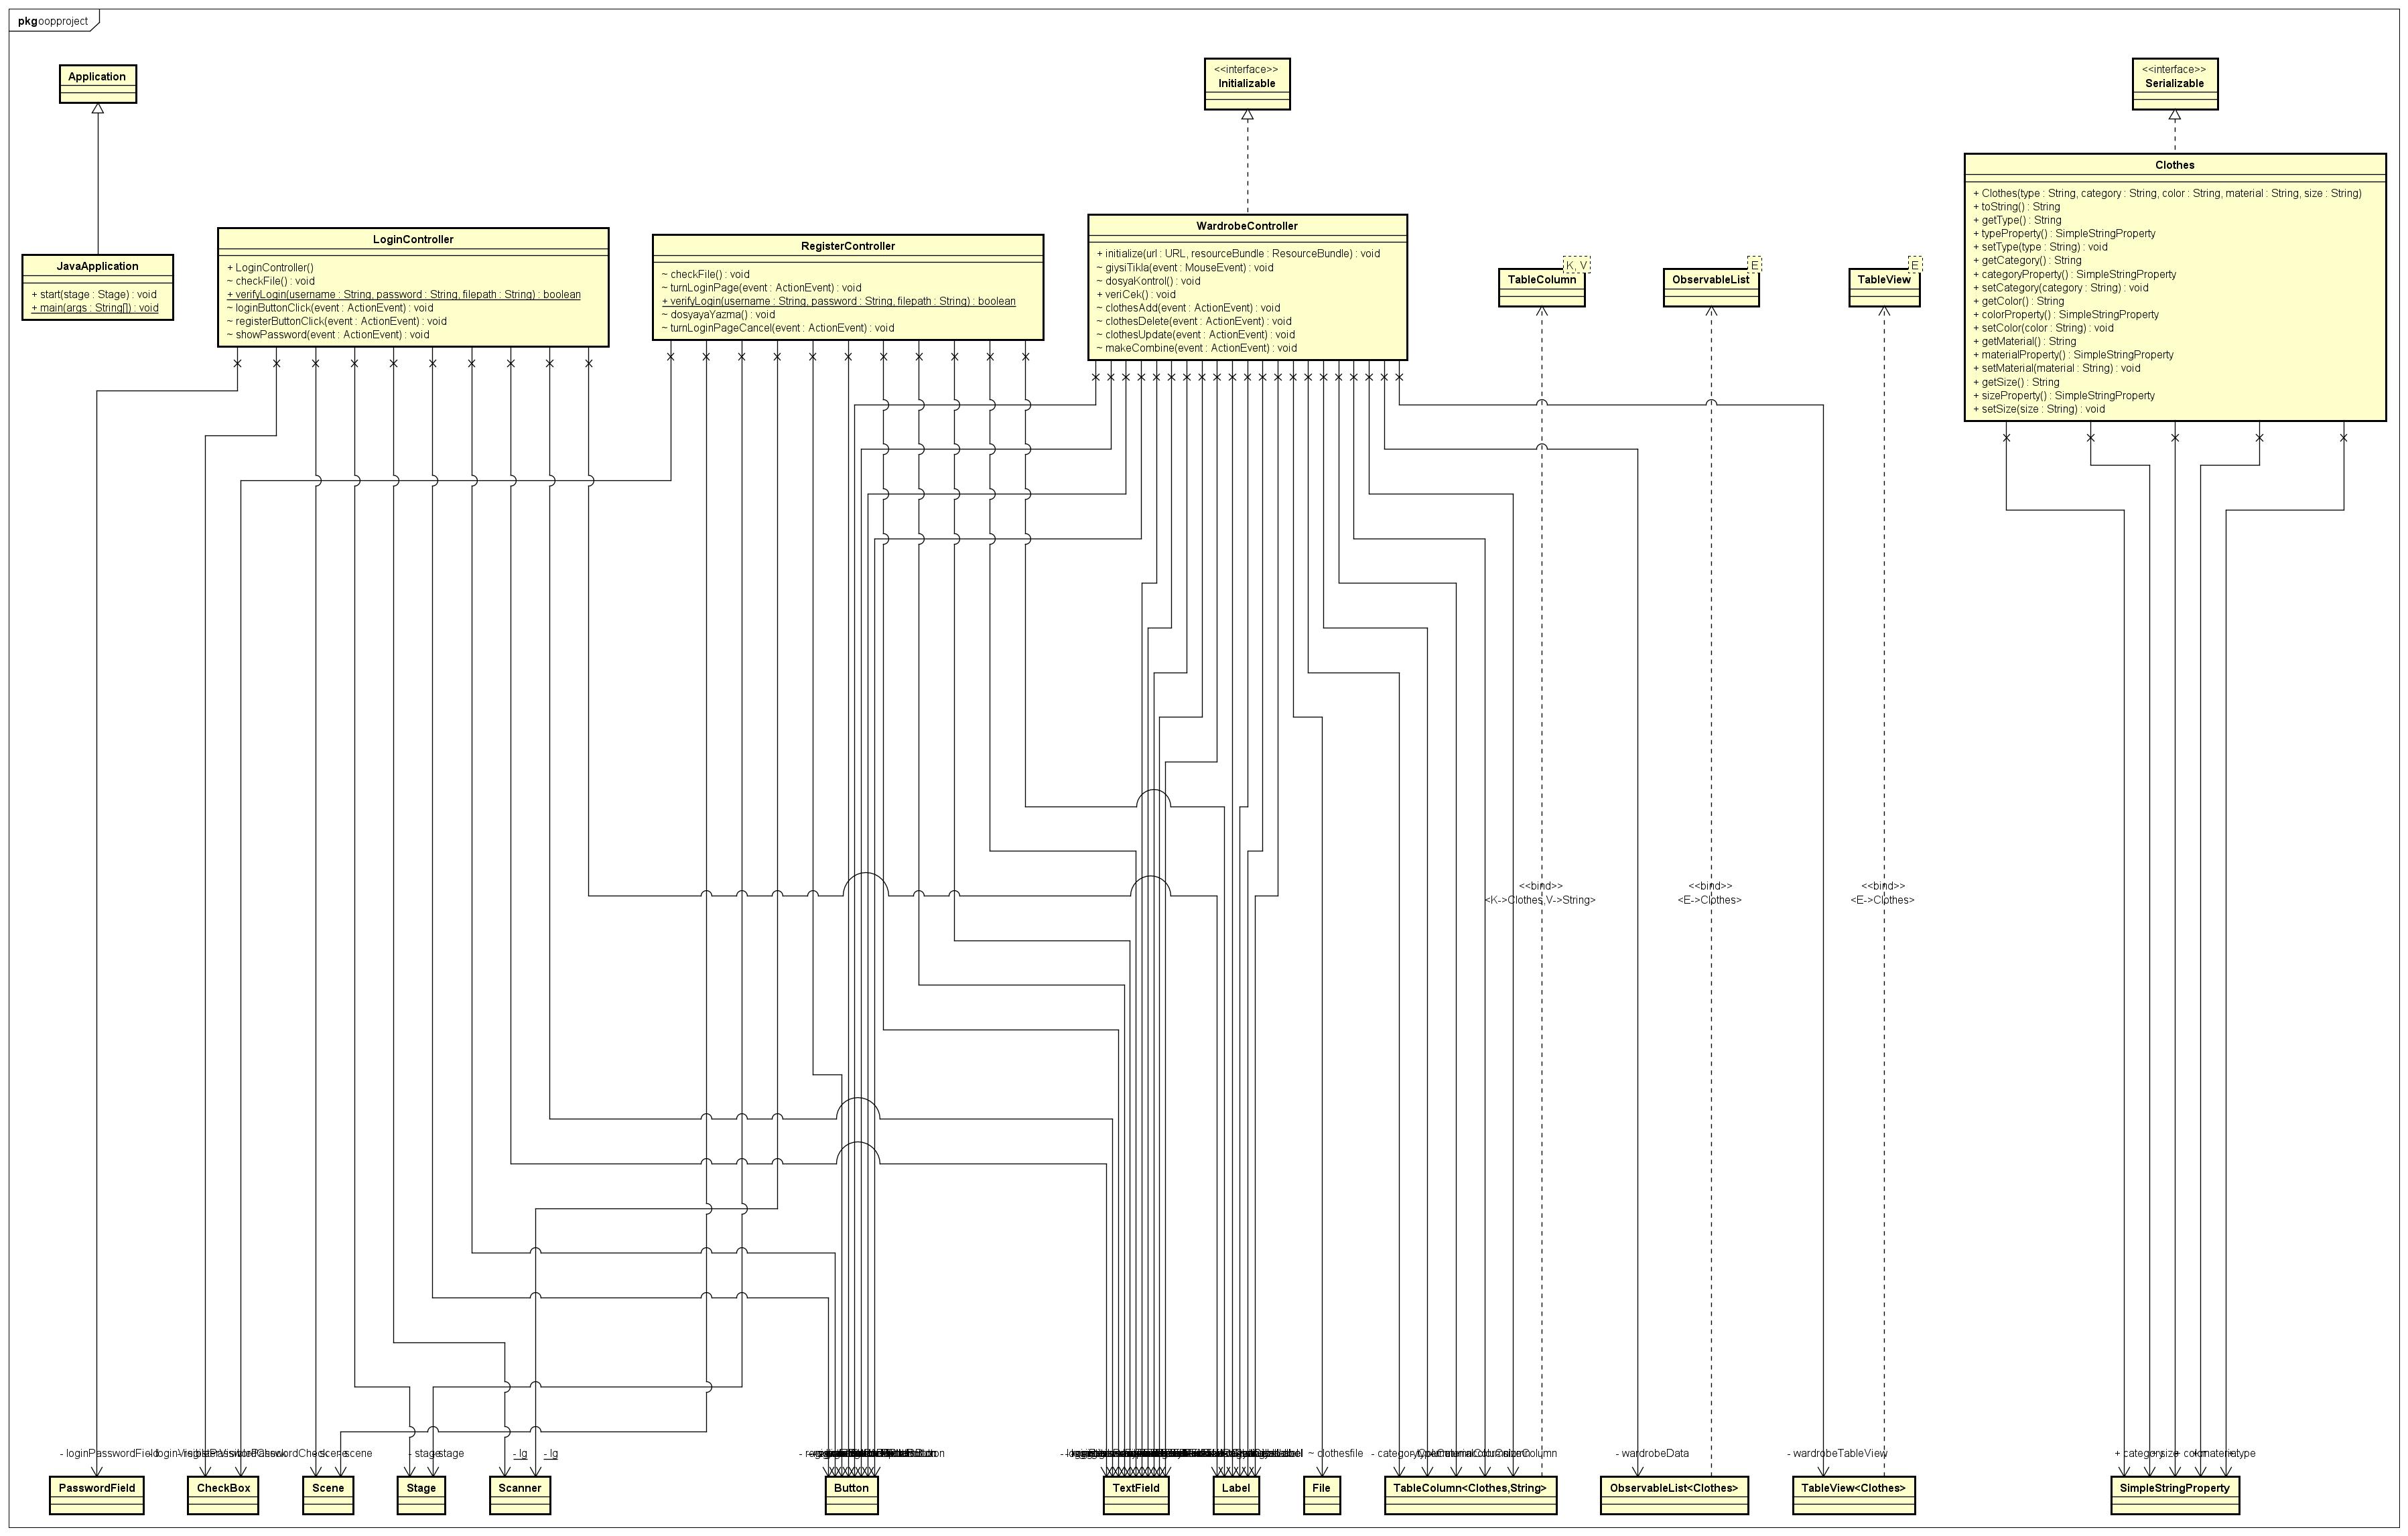 pkg oopproject
Application
<<interface>>
Initializable
<<interface>>
Serializable
JavaApplication
+ start(stage : Stage) : void
+ main(args : String[]) : void
LoginController
+ LoginController()
~ checkFile() : void
+ verifyLogin(username : String, password : String, filepath : String) : boolean
~ loginButtonClick(event : ActionEvent) : void
~ registerButtonClick(event : ActionEvent) : void
~ showPassword(event : ActionEvent) : void
RegisterController
~ checkFile() : void
~ turnLoginPage(event : ActionEvent) : void
+ verifyLogin(username : String, password : String, filepath : String) : boolean
~ dosyayaYazma() : void
~ turnLoginPageCancel(event : ActionEvent) : void
WardrobeController
+ initialize(url : URL, resourceBundle : ResourceBundle) : void
~ giysiTikla(event : MouseEvent) : void
~ dosyaKontrol() : void
+ veriCek() : void
~ clothesAdd(event : ActionEvent) : void
~ clothesDelete(event : ActionEvent) : void
~ clothesUpdate(event : ActionEvent) : void
~ makeCombine(event : ActionEvent) : void
K, V
TableColumn
E
ObservableList
E
TableView
Clothes
+ Clothes(type : String, category : String, color : String, material : String, size : String)
+ toString() : String
+ getType() : String
+ typeProperty() : SimpleStringProperty
+ setType(type : String) : void
+ getCategory() : String
+ categoryProperty() : SimpleStringProperty
+ setCategory(category : String) : void
+ getColor() : String
+ colorProperty() : SimpleStringProperty
+ setColor(color : String) : void
+ getMaterial() : String
+ materialProperty() : SimpleStringProperty
+ setMaterial(material : String) : void
+ getSize() : String
+ sizeProperty() : SimpleStringProperty
+ setSize(size : String) : void
<<bind>>
<K->Clothes,V->String>
<<bind>>
<E->Clothes>
<<bind>>
<E->Clothes>
- loginPasswordField
- scene
- stage
- stage
- lg
- lg
~ clothesfile
- wardrobeData
- wardrobeTableView
+ category
+ size
+ color
+ material
+ type
PasswordField
CheckBox
Scene
Stage
Scanner
Button
TextField
Label
File
TableColumn<Clothes,String>
ObservableList<Clothes>
TableView<Clothes>
SimpleStringProperty